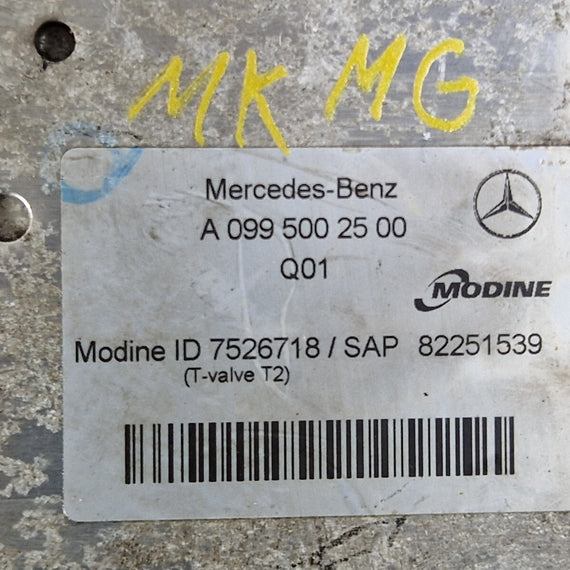 MK MG
Mercedes-Benz
A 099 500 25 00
Q01
MODINE
Modine ID 7526718 / SAP 82251539
(T-valve T2)